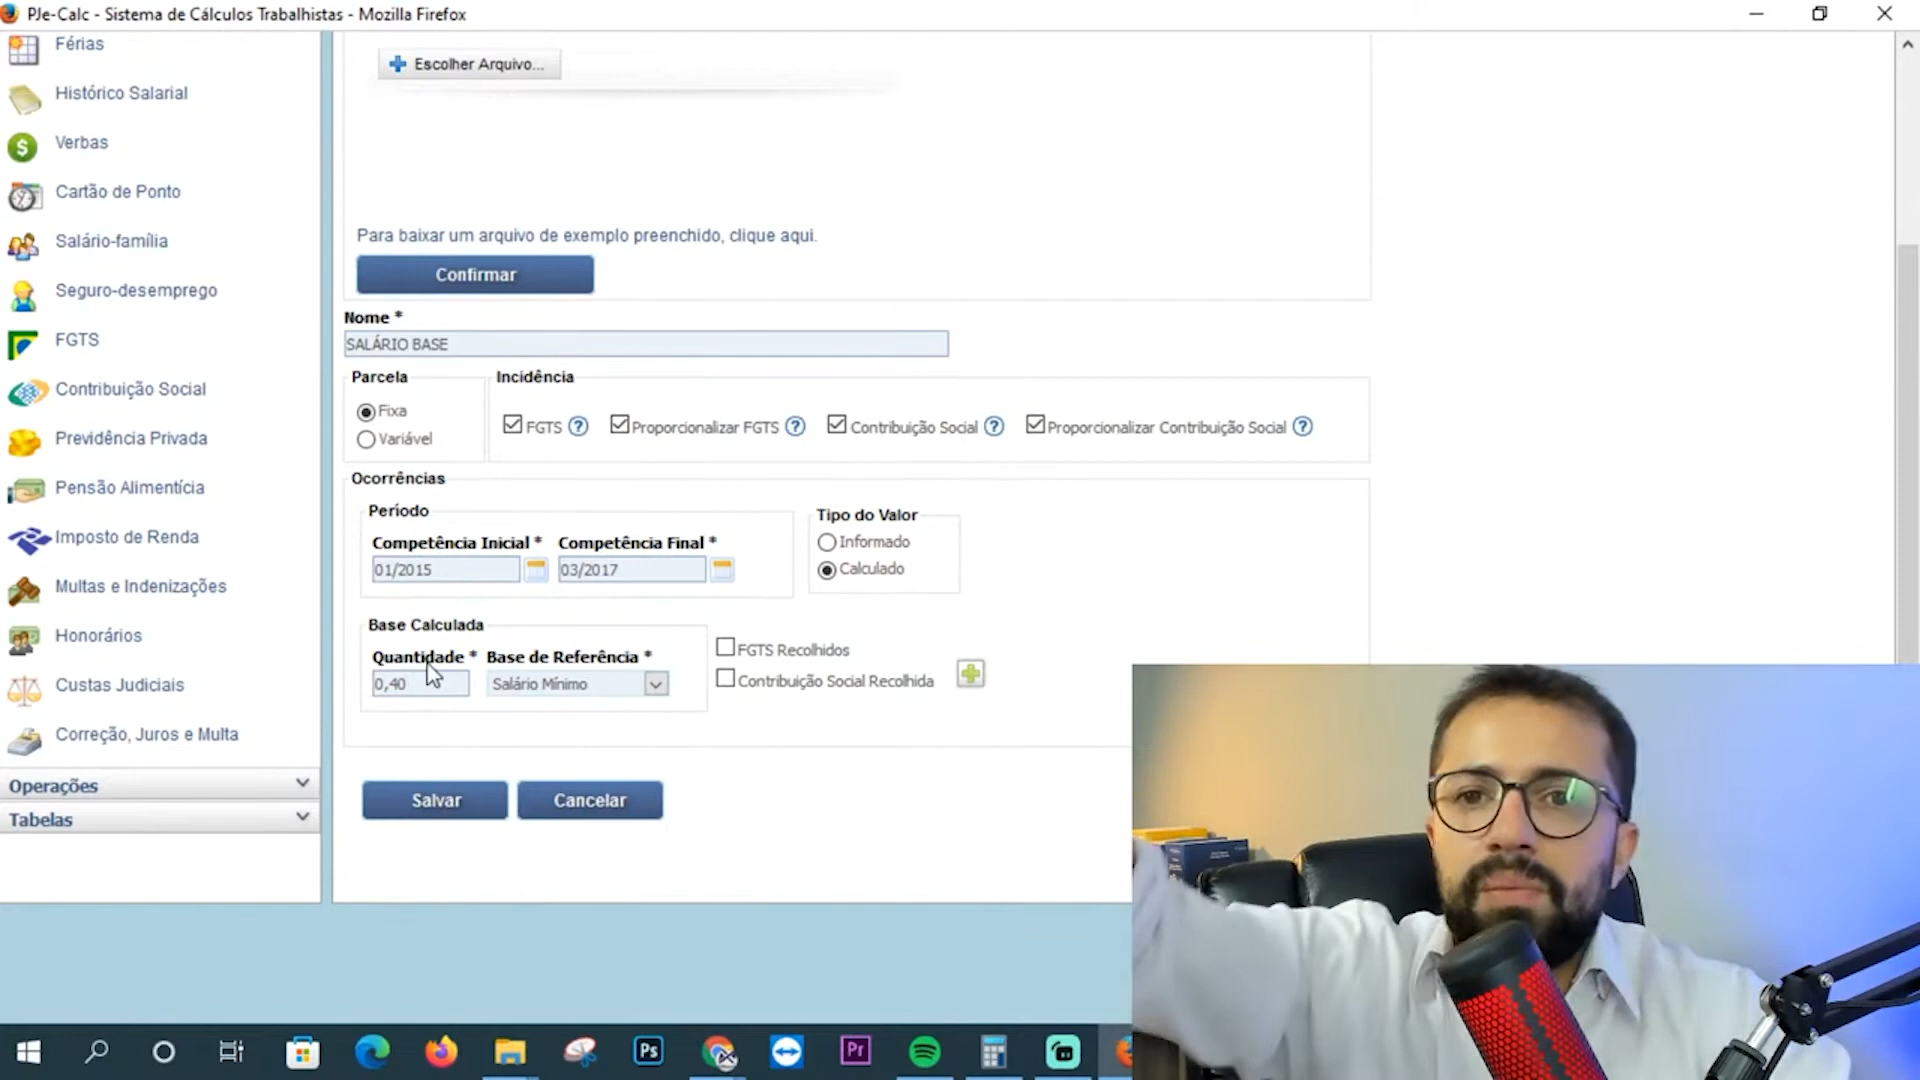 PJe-Calc - Sistema de Cálculos Trabalhistas - Mozilla Firefox
Férias
Histórico Salarial
Verbas
Cartão de Ponto
Salário-família
Seguro-desemprego
FGTS
Contribuição Social
Previdência Privada
Pensão Alimentícia
Imposto de Renda
Multas e Indenizações
Honorários
Custas Judiciais
Correção, Juros e Multa
Operações
Tabelas
Escolher Arquivo...
Para baixar um arquivo de exemplo preenchido, clique aqui.
Confirmar
Nome *
SALÁRIO BASE
Parcela
Fixa
Variável
Incidência
FGTS
Proporcionalizar FGTS
Contribuição Social
Proporcionalizar Contribuição Social
Ocorrências
Período
Competência Inicial * Competência Final *
01/2015 03/2017
Tipo do Valor
Informado
Calculado
Base Calculada
Quantidade * Base de Referência *
0,40 Salário Mínimo
FGTS Recolhidos
Contribuição Social Recolhida
Salvar Cancelar
Ps
Pr